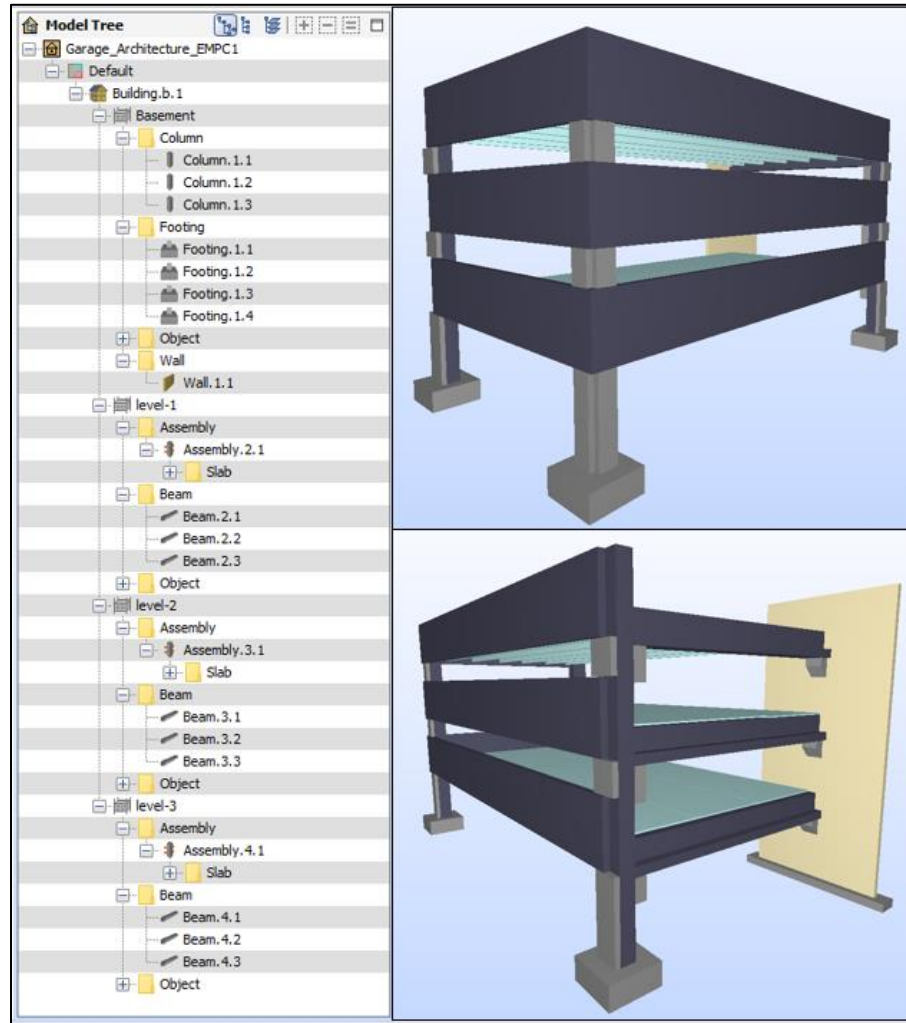 Model Tree
Garage_Architecture_EMPC1
Default
Building.b.1
Basement
Column
Column.1.1
Column.1.2
Column.1.3
Footing
Footing.1.1
Footing.1.2
Footing.1.3
Footing.1.4
Object
Wall
Wall.1.1
level-1
Assembly
Assembly.2.1
Slab
Beam
Beam.2.1
Beam.2.2
Beam.2.3
Object
level-2
Assembly
Assembly.3.1
Slab
Beam
Beam.3.1
Beam.3.2
Beam.3.3
Object
level-3
Assembly
Assembly.4.1
Slab
Beam
Beam.4.1
Beam.4.2
Beam.4.3
Object